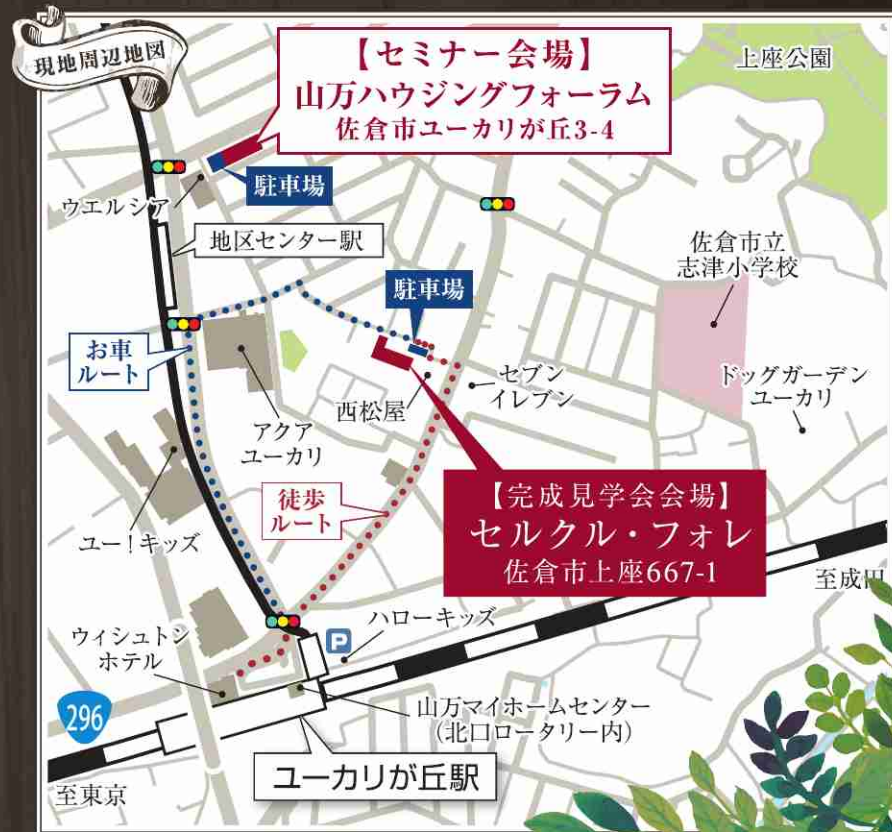 現地周辺地図
【セミナー会場】
山万ハウジングフォーラム
佐倉市ユーカリが丘3-4
上座公園
駐車場
ウエルシア
地区センター駅
佐倉市立
志津小学校
駐車場
お車
ルート
セブン
イレブン
ドッグガーデン
ユーカリ
西松屋
アクア
ユーカリ
徒歩
ルート
【完成見学会会場】
セルクル・フォレ
佐倉市上座667-1
ユー!キッズ
至成田
ハローキッズ
P
ウィシュトン
ホテル
296
山万マイホームセンター
(北口ロータリー内)
ユーカリが丘駅
至東京